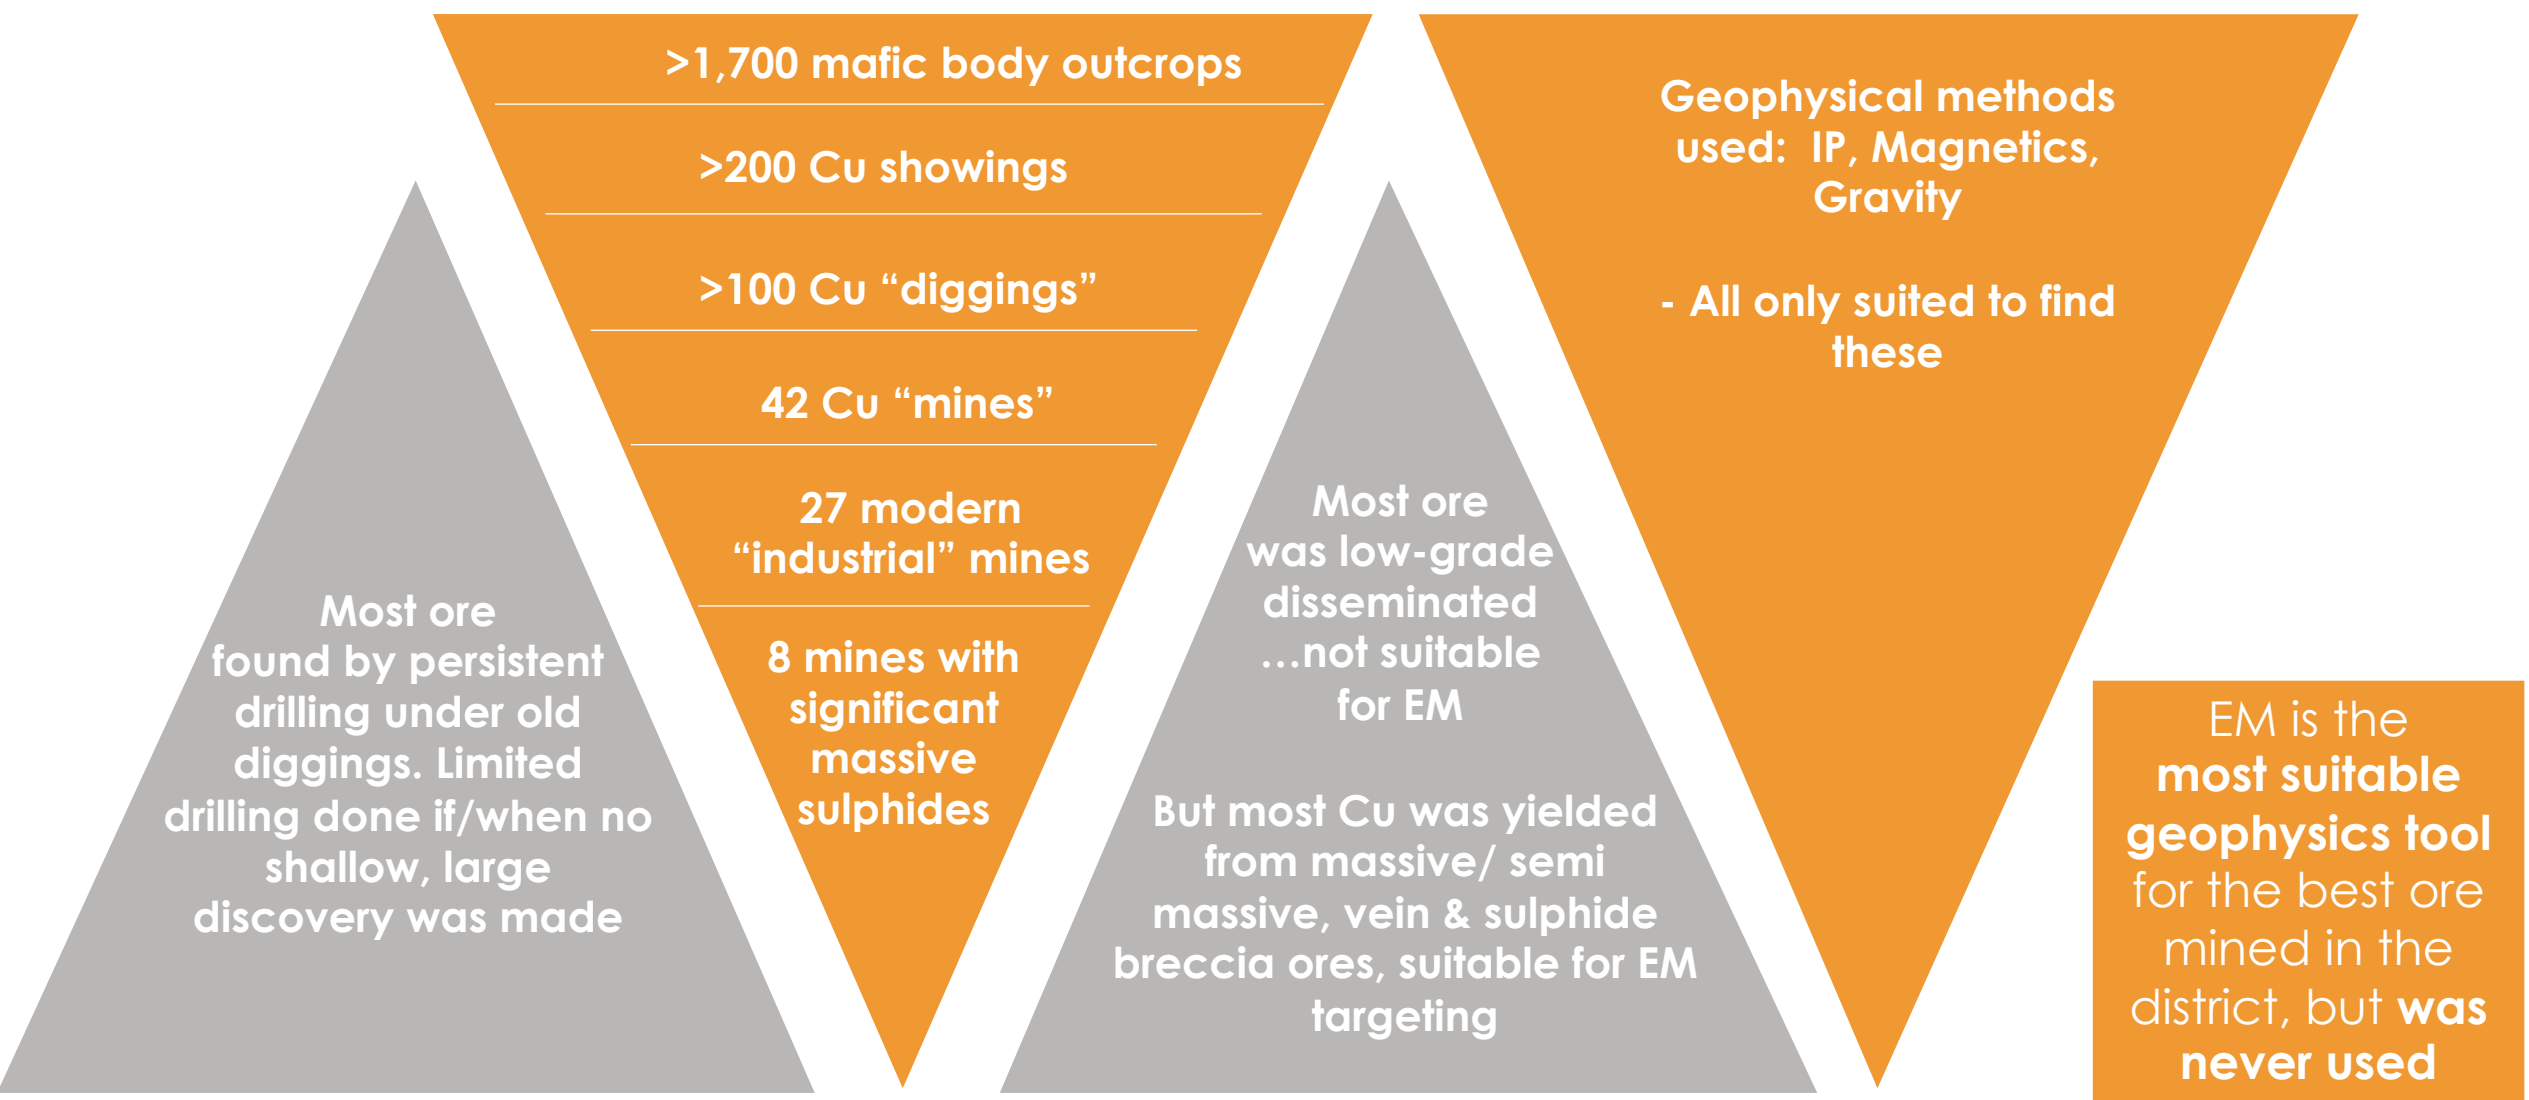 Most ore
found by persistent
drilling under old
diggings. Limited
drilling done if/when no
shallow, large
discovery was made
>1,700 mafic body outcrops
>200 Cu showings
>100 Cu “diggings”
42 Cu “mines”
27 modern
“industrial” mines
8 mines with
significant
massive
sulphides
Most ore
was low-grade
disseminated
…not suitable
for EM
But most Cu was yielded
from massive/ semi
massive, vein & sulphide
breccia ores, suitable for EM
targeting
Geophysical methods
used:  IP, Magnetics,
Gravity
- All only suited to find
these
EM is the
most suitable
geophysics tool
for the best ore
mined in the
district, but was
never used